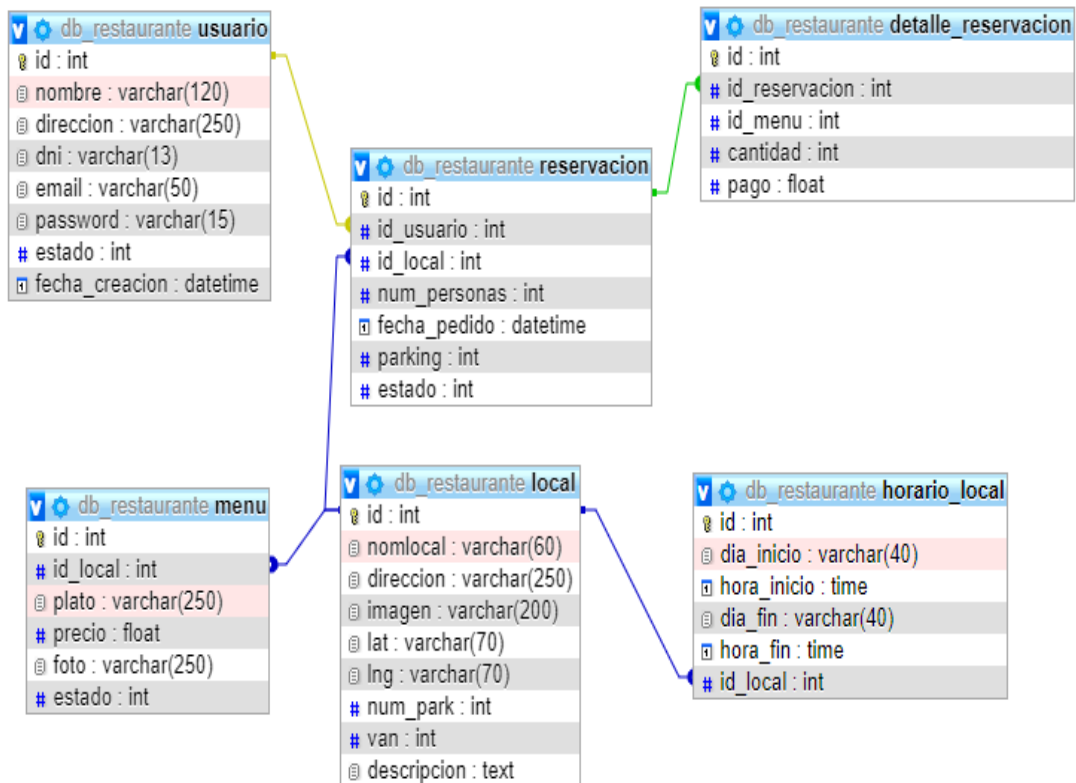 db_restaurante usuario
id : int
nombre : varchar(120)
direccion : varchar(250)
dni : varchar(13)
email : varchar(50)
password : varchar(15)
# estado : int
fecha_creacion : datetime
db_restaurante detalle_reservacion
id : int
# id_reservacion : int
# id_menu : int
# cantidad : int
# pago : float
db_restaurante reservacion
id : int
# id_usuario : int
# id_local : int
# num_personas : int
fecha_pedido : datetime
# parking : int
# estado : int
db_restaurante menu
id : int
# id_local : int
plato : varchar(250)
# precio : float
foto : varchar(250)
# estado : int
db_restaurante local
id : int
nomlocal : varchar(60)
direccion : varchar(250)
imagen : varchar(200)
lat : varchar(70)
lng : varchar(70)
# num_park : int
# van : int
descripcion : text
db_restaurante horario_local
id : int
dia_inicio : varchar(40)
hora_inicio : time
dia_fin : varchar(40)
hora_fin : time
# id_local : int